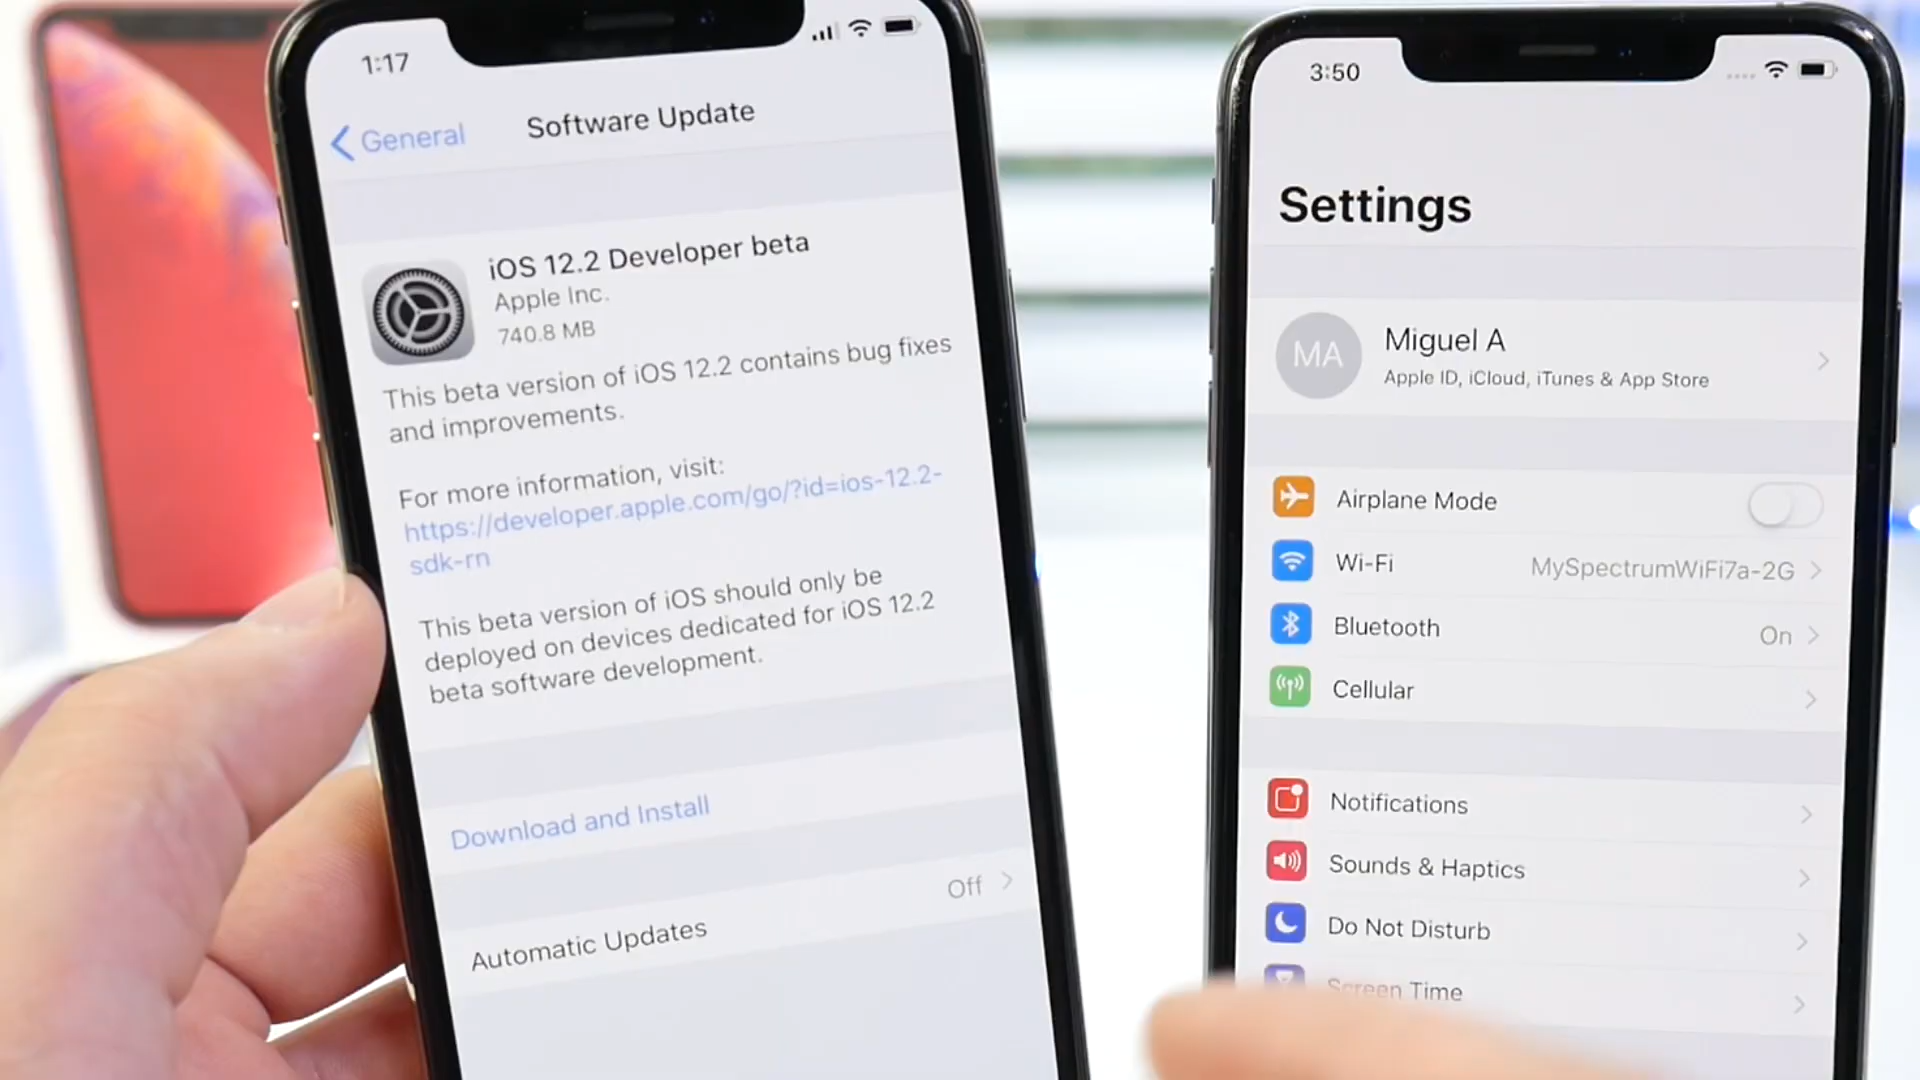 1:17
General
Software Update
iOS 12.2 Developer beta
Apple Inc.
740.8 MB
This beta version of iOS 12.2 contains bug fixes
and improvements.
For more information, visit:
https://developer.apple.com/go/?id=ios-12.2-
sdk-rn
This beta version of iOS should only be
deployed on devices dedicated for iOS 12.2
beta software development.
Download and Install
Automatic Updates
Off
3:50
Settings
MA
Miguel A
Apple ID, iCloud, iTunes & App Store
Airplane Mode
Wi-Fi
MySpectrumWiFi7a-2G
Bluetooth
On
Cellular
Notifications
Sounds & Haptics
Do Not Disturb
Screen Time